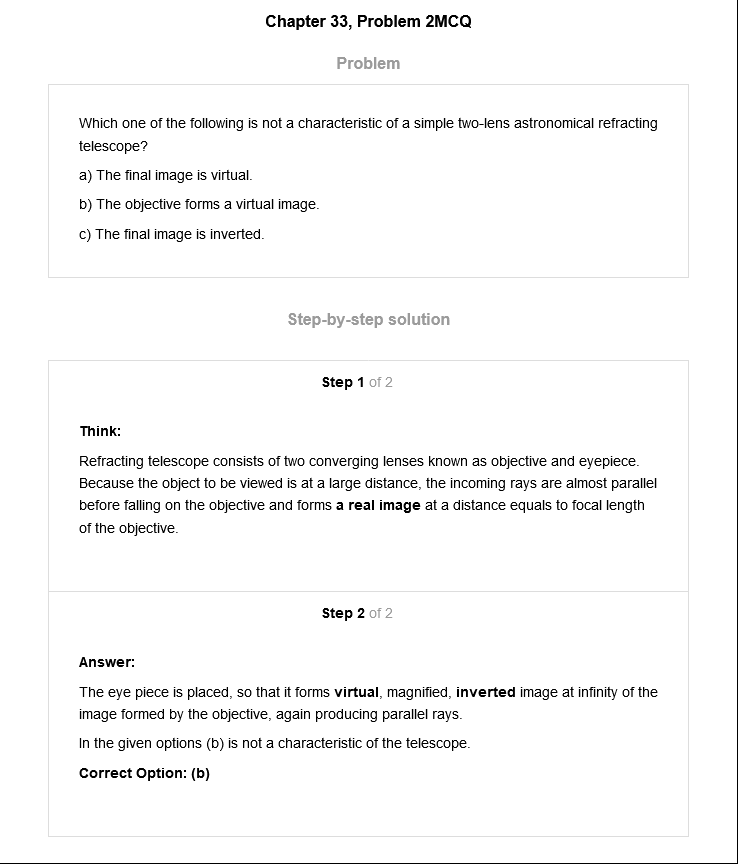 Chapter 33, Problem 2MCQ
Problem
Which one of the following is not a characteristic of a simple two-lens astronomical refracting
telescope?
a) The final image is virtual.
b) The objective forms a virtual image.
c) The final image is inverted.
Step-by-step solution
Step 1 of 2
Think:
Refracting telescope consists of two converging lenses known as objective and eyepiece.
Because the object to be viewed is at a large distance, the incoming rays are almost parallel
before falling on the objective and forms a real image at a distance equals to focal length
of the objective.
Step 2 of 2
Answer:
The eye piece is placed, so that it forms virtual, magnified, inverted image at infinity of the
image formed by the objective, again producing parallel rays.
In the given options (b) is not a characteristic of the telescope.
Correct Option: (b)